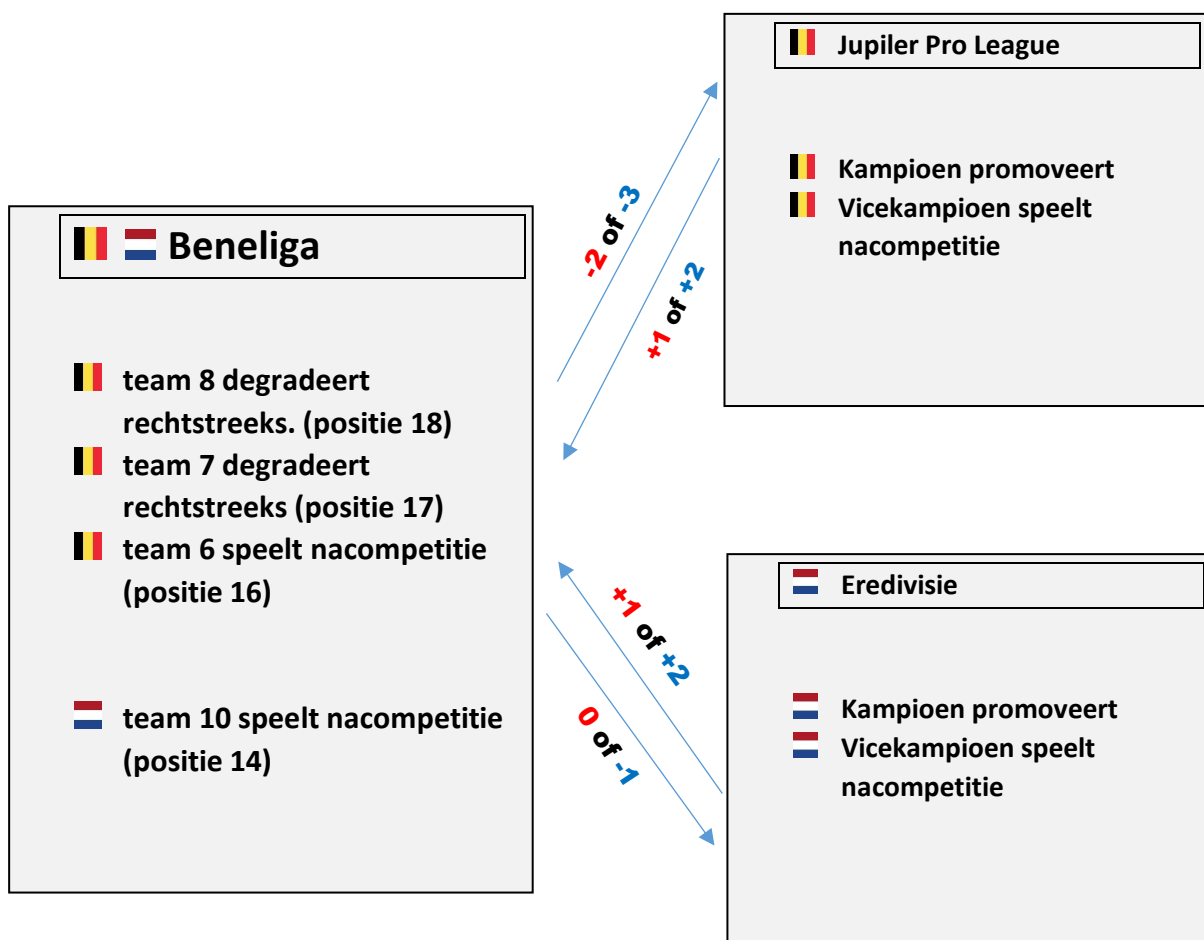 Beneliga
team 8 degradeert
rechtstreeks. (positie 18)
team 7 degradeert
rechtstreeks (positie 17)
team 6 speelt nacompetitie
(positie 16)
team 10 speelt nacompetitie
(positie 14)
-2 of -3
+1 of +2
+1 of +2
0 of -1
Jupiler Pro League
Kampioen promoveert
Vicekampioen speelt
nacompetitie
Eredivisie
Kampioen promoveert
Vicekampioen speelt
nacompetitie